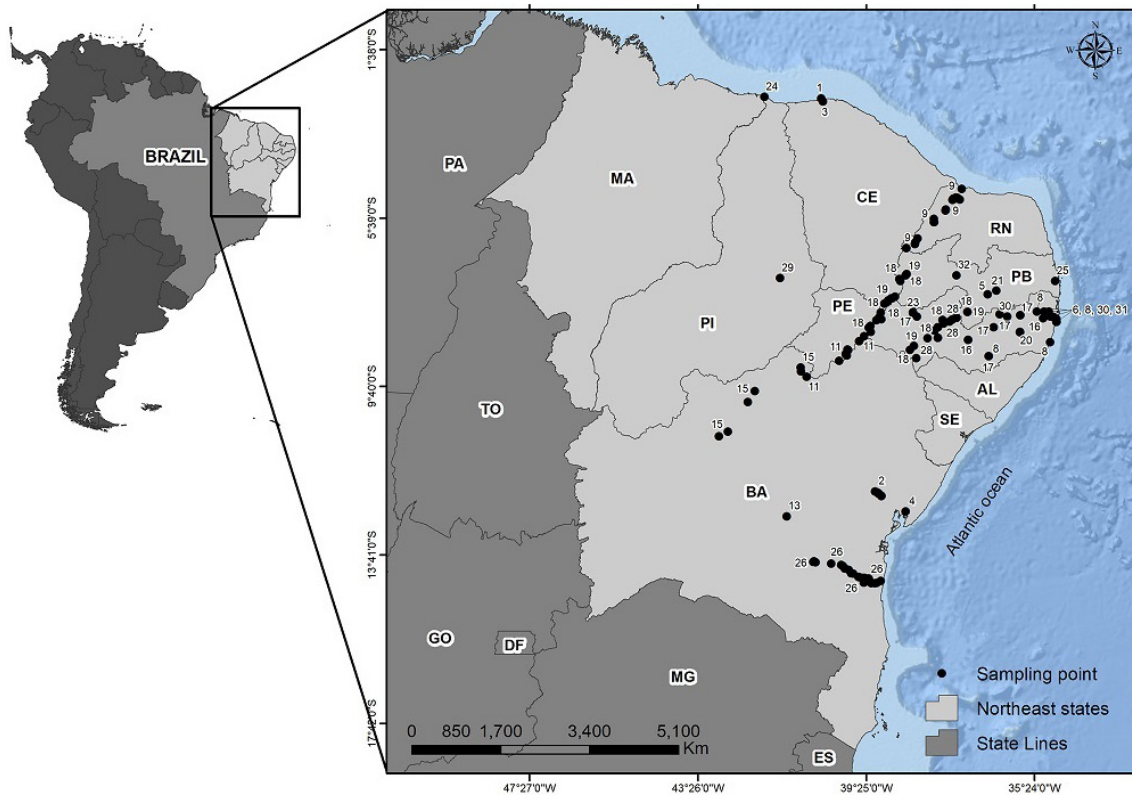 BRAZIL
N
W E
S
1°38'0"S
5°39'0"S
9°40'0"S
13°41'0"S
17°42'0"S
24
1
3
PA
MA
CE
9
9
9
9
RN
18
19
18
32
5
21
PB
25
29
19
18
18
PE
23
17
18
28
18
19
30
17
8
6, 8, 30, 31
PI
18
11
17
16
20
11
19
18
28
28
16
17
8
8
15
11
15
AL
TO
SE
15
BA
2
4
13
Atlantic ocean
26
26
26
26
GO
DF
MG
ES
Sampling point
Northeast states
State Lines
0 850 1,700 3,400 5,100
Km
47°27'0"W 43°26'0"W 39°25'0"W 35°24'0"W